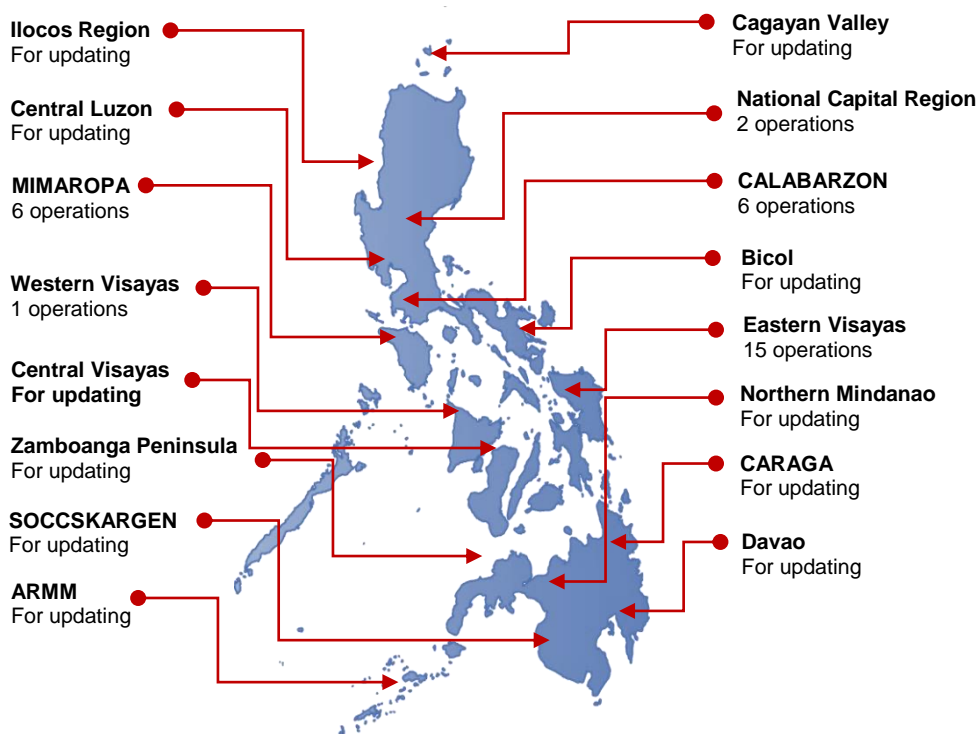 Ilocos Region
For updating
Central Luzon
For updating
MIMAROPA
6 operations
Western Visayas
1 operations
Central Visayas
For updating
Zamboanga Peninsula
For updating
SOCCSKARGEN
For updating
ARMM
For updating
Cagayan Valley
For updating
National Capital Region
2 operations
CALABARZON
6 operations
Bicol
For updating
Eastern Visayas
15 operations
Northern Mindanao
For updating
CARAGA
For updating
Davao
For updating